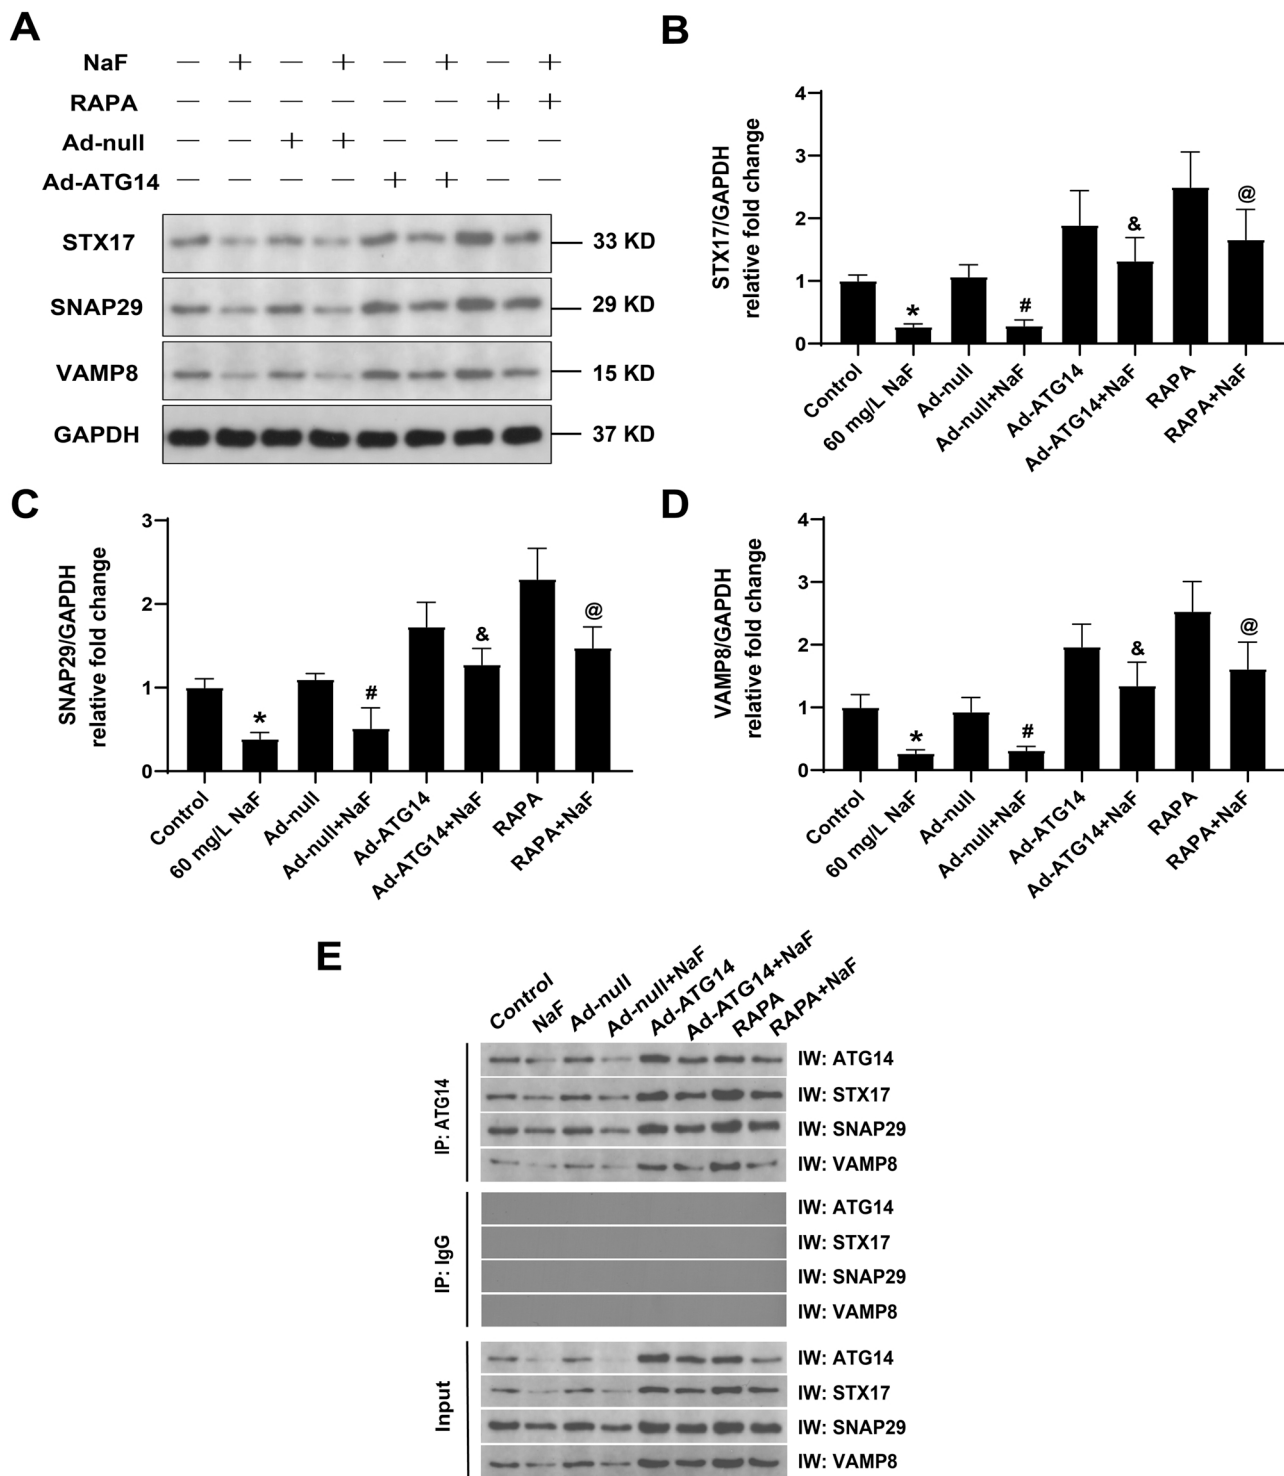 A
NaF — + — + — + — +
RAPA — — — — — — + +
Ad-null — — + + — — — —
Ad-ATG14 — — — — + + — —
STX17 33 KD
SNAP29 29 KD
VAMP8 15 KD
GAPDH 37 KD
B
STX17/GAPDH
relative fold change
4
3
2
1
0
*
#
&
@
Control
60 mg/L NaF
Ad-null
Ad-null+NaF
Ad-ATG14
Ad-ATG14+NaF
RAPA
RAPA+NaF
C
SNAP29/GAPDH
relative fold change
3
2
1
0
*
#
&
@
Control
60 mg/L NaF
Ad-null
Ad-null+NaF
Ad-ATG14
Ad-ATG14+NaF
RAPA
RAPA+NaF
D
VAMP8/GAPDH
relative fold change
4
3
2
1
0
*
#
&
@
Control
60 mg/L NaF
Ad-null
Ad-null+NaF
Ad-ATG14
Ad-ATG14+NaF
RAPA
RAPA+NaF
E
Control
NaF
Ad-null
Ad-null+NaF
Ad-ATG14
Ad-ATG14+NaF
RAPA
RAPA+NaF
IP: ATG14
IW: ATG14
IW: STX17
IW: SNAP29
IW: VAMP8
IP: IgG
IW: ATG14
IW: STX17
IW: SNAP29
IW: VAMP8
Input
IW: ATG14
IW: STX17
IW: SNAP29
IW: VAMP8